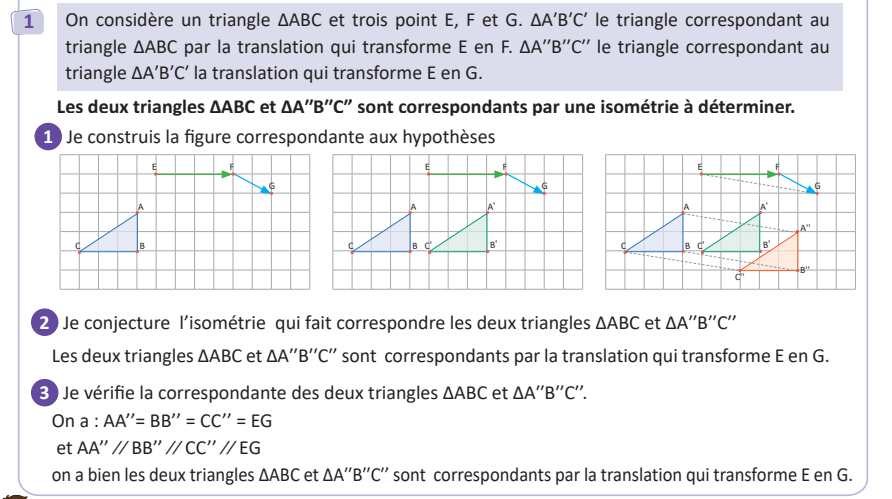 1
On considère un triangle ΔABC et trois point E, F et G. ΔA′B′C′ le triangle correspondant au
triangle ΔABC par la translation qui transforme E en F. ΔA′′B′′C′′ le triangle correspondant au
triangle ΔA′B′C′ la translation qui transforme E en G.
Les deux triangles ΔABC et ΔA′′B′′C′′ sont correspondants par une isométrie à déterminer.
1 Je construis la figure correspondante aux hypothèses
E F G A C B
E F G A A' C B C' B'
E F G A A' A'' C B C' B' C'' B''
2 Je conjecture l’isométrie qui fait correspondre les deux triangles ΔABC et ΔA′′B′′C′′
Les deux triangles ΔABC et ΔA′′B′′C′′ sont correspondants par la translation qui transforme E en G.
3 Je vérifie la correspondante des deux triangles ΔABC et ΔA′′B′′C′′.
On a : AA′′= BB′′ = CC′′ = EG
et AA′′ // BB′′ // CC′′ // EG
on a bien les deux triangles ΔABC et ΔA′′B′′C′′ sont correspondants par la translation qui transforme E en G.